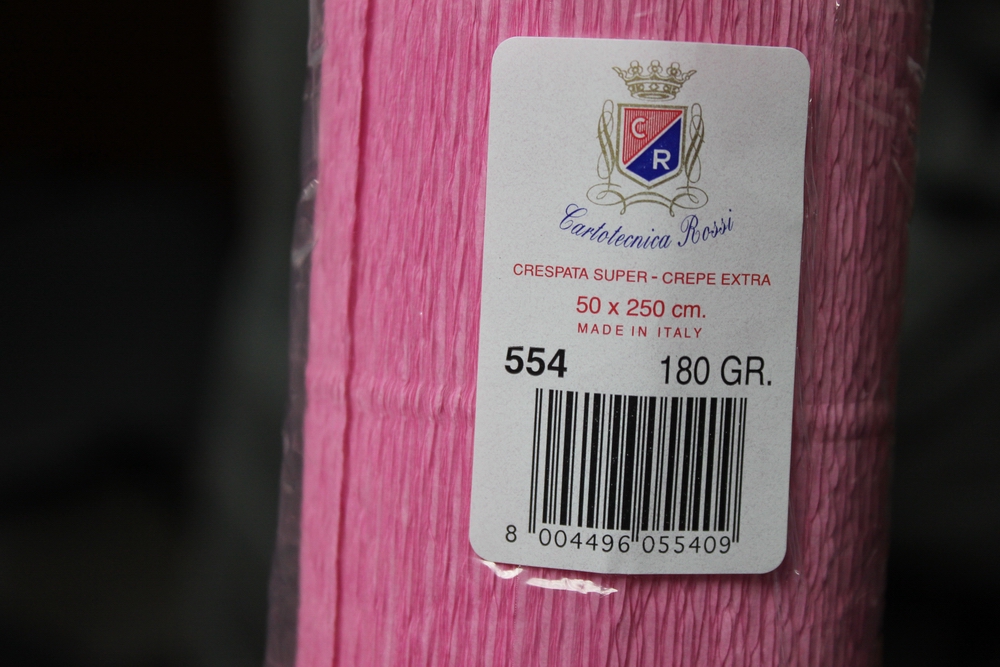 C
R
Cartotecnica Rossi
CRESPATA SUPER - CREPE EXTRA
50 x 250 cm.
MADE IN ITALY
554 180 GR.
8 004496 055409